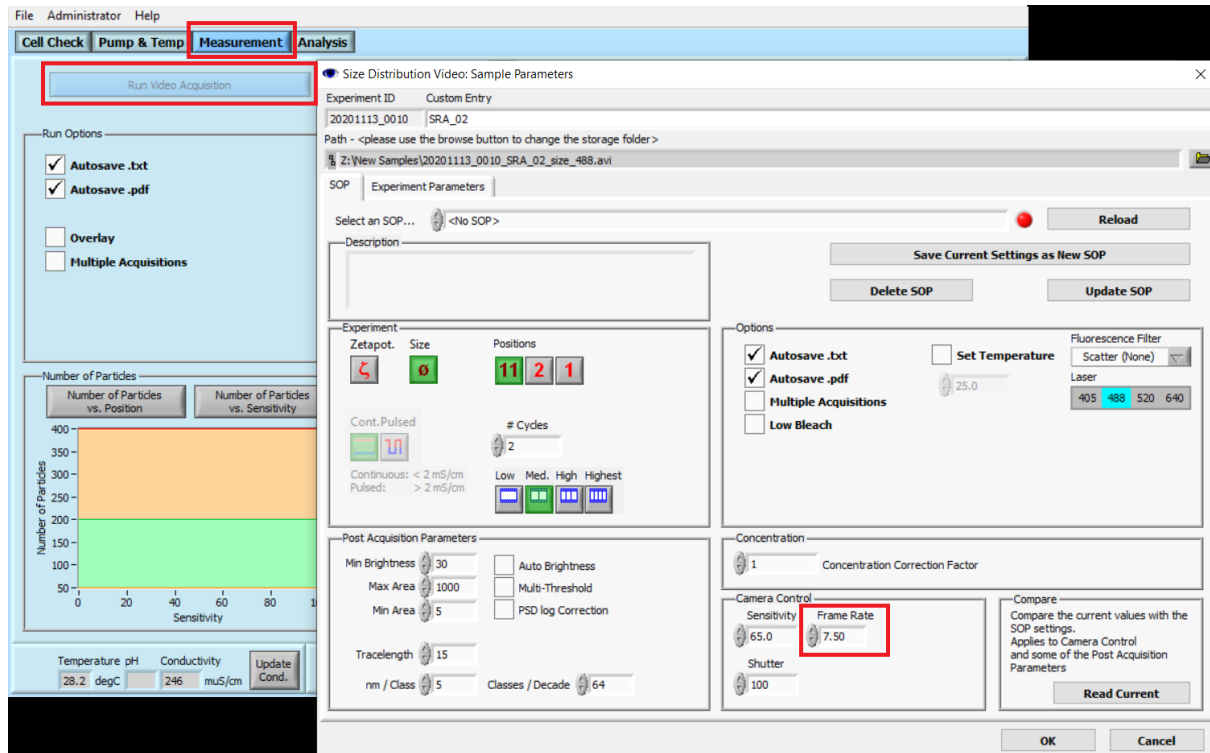 File Administrator Help
Cell Check Pump & Temp Measurement Analysis
Run Video Acquisition
Run Options
Autosave .txt
Autosave .pdf
Overlay
Multiple Acquisitions
Number of Particles
Number of Particles vs. Position
Number of Particles vs. Sensitivity
Number of Particles
400
350
300
250
200
150
100
50
0 20 40 60 80
Sensitivity
Temperature pH Conductivity
28.2 degC 246 muS/cm
Update Cond.
Size Distribution Video: Sample Parameters
Experiment ID Custom Entry
20201113_0010 SRA_02
Path - <please use the browse button to change the storage folder>
Z:\New Samples\20201113_0010_SRA_02_size_488.avi
SOP Experiment Parameters
Select an SOP... <No SOP> Reload
Description
Save Current Settings as New SOP
Delete SOP Update SOP
Experiment
Zetapot. Size Positions
ζ ø 11 2 1
Cont. Pulsed # Cycles
2
Continuous: < 2 mS/cm
Pulsed: > 2 mS/cm
Low Med. High Highest
Options
Autosave .txt
Autosave .pdf
Multiple Acquisitions
Low Bleach
Set Temperature
25.0
Fluorescence Filter
Scatter (None)
Laser
405 488 520 640
Post Acquisition Parameters
Min Brightness 30
Max Area 1000
Min Area 5
Tracelength 15
nm / Class 5
Auto Brightness
Multi-Threshold
PSD log Correction
Classes / Decade 64
Concentration
1 Concentration Correction Factor
Camera Control
Sensitivity Frame Rate
65.0 7.50
Shutter
100
Compare
Compare the current values with the
SOP settings.
Applies to Camera Control
and some of the Post Acquisition
Parameters
Read Current
OK Cancel